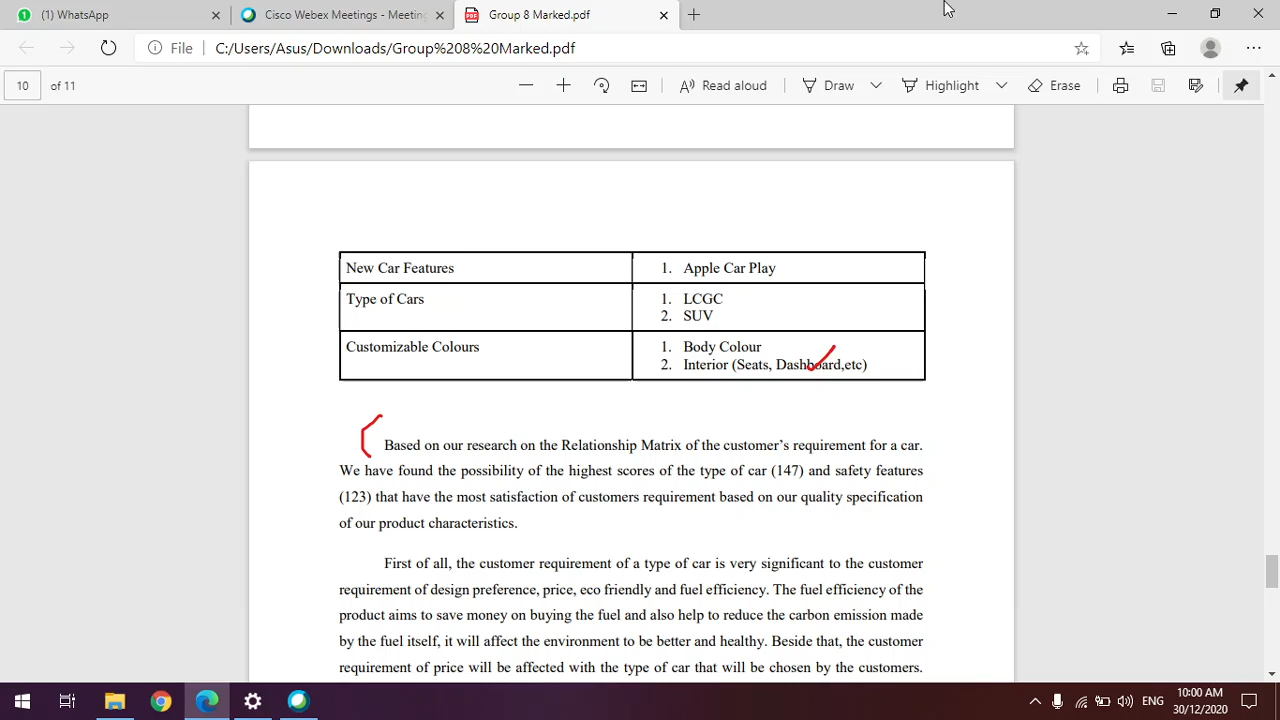 (1) WhatsApp
Cisco Webex Meetings - Meeting
Group 8 Marked.pdf
File C:/Users/Asus/Downloads/Group%208%20Marked.pdf
10 of 11
Read aloud
Draw
Highlight
Erase
New Car Features
1. Apple Car Play
Type of Cars
1. LCGC
2. SUV
Customizable Colours
1. Body Colour
2. Interior (Seats, Dashboard,etc)
Based on our research on the Relationship Matrix of the customer’s requirement for a car.
We have found the possibility of the highest scores of the type of car (147) and safety features
(123) that have the most satisfaction of customers requirement based on our quality specification
of our product characteristics.
First of all, the customer requirement of a type of car is very significant to the customer
requirement of design preference, price, eco friendly and fuel efficiency. The fuel efficiency of the
product aims to save money on buying the fuel and also help to reduce the carbon emission made
by the fuel itself, it will affect the environment to be better and healthy. Beside that, the customer
requirement of price will be affected with the type of car that will be chosen by the customers.
ENG
10:00 AM
30/12/2020